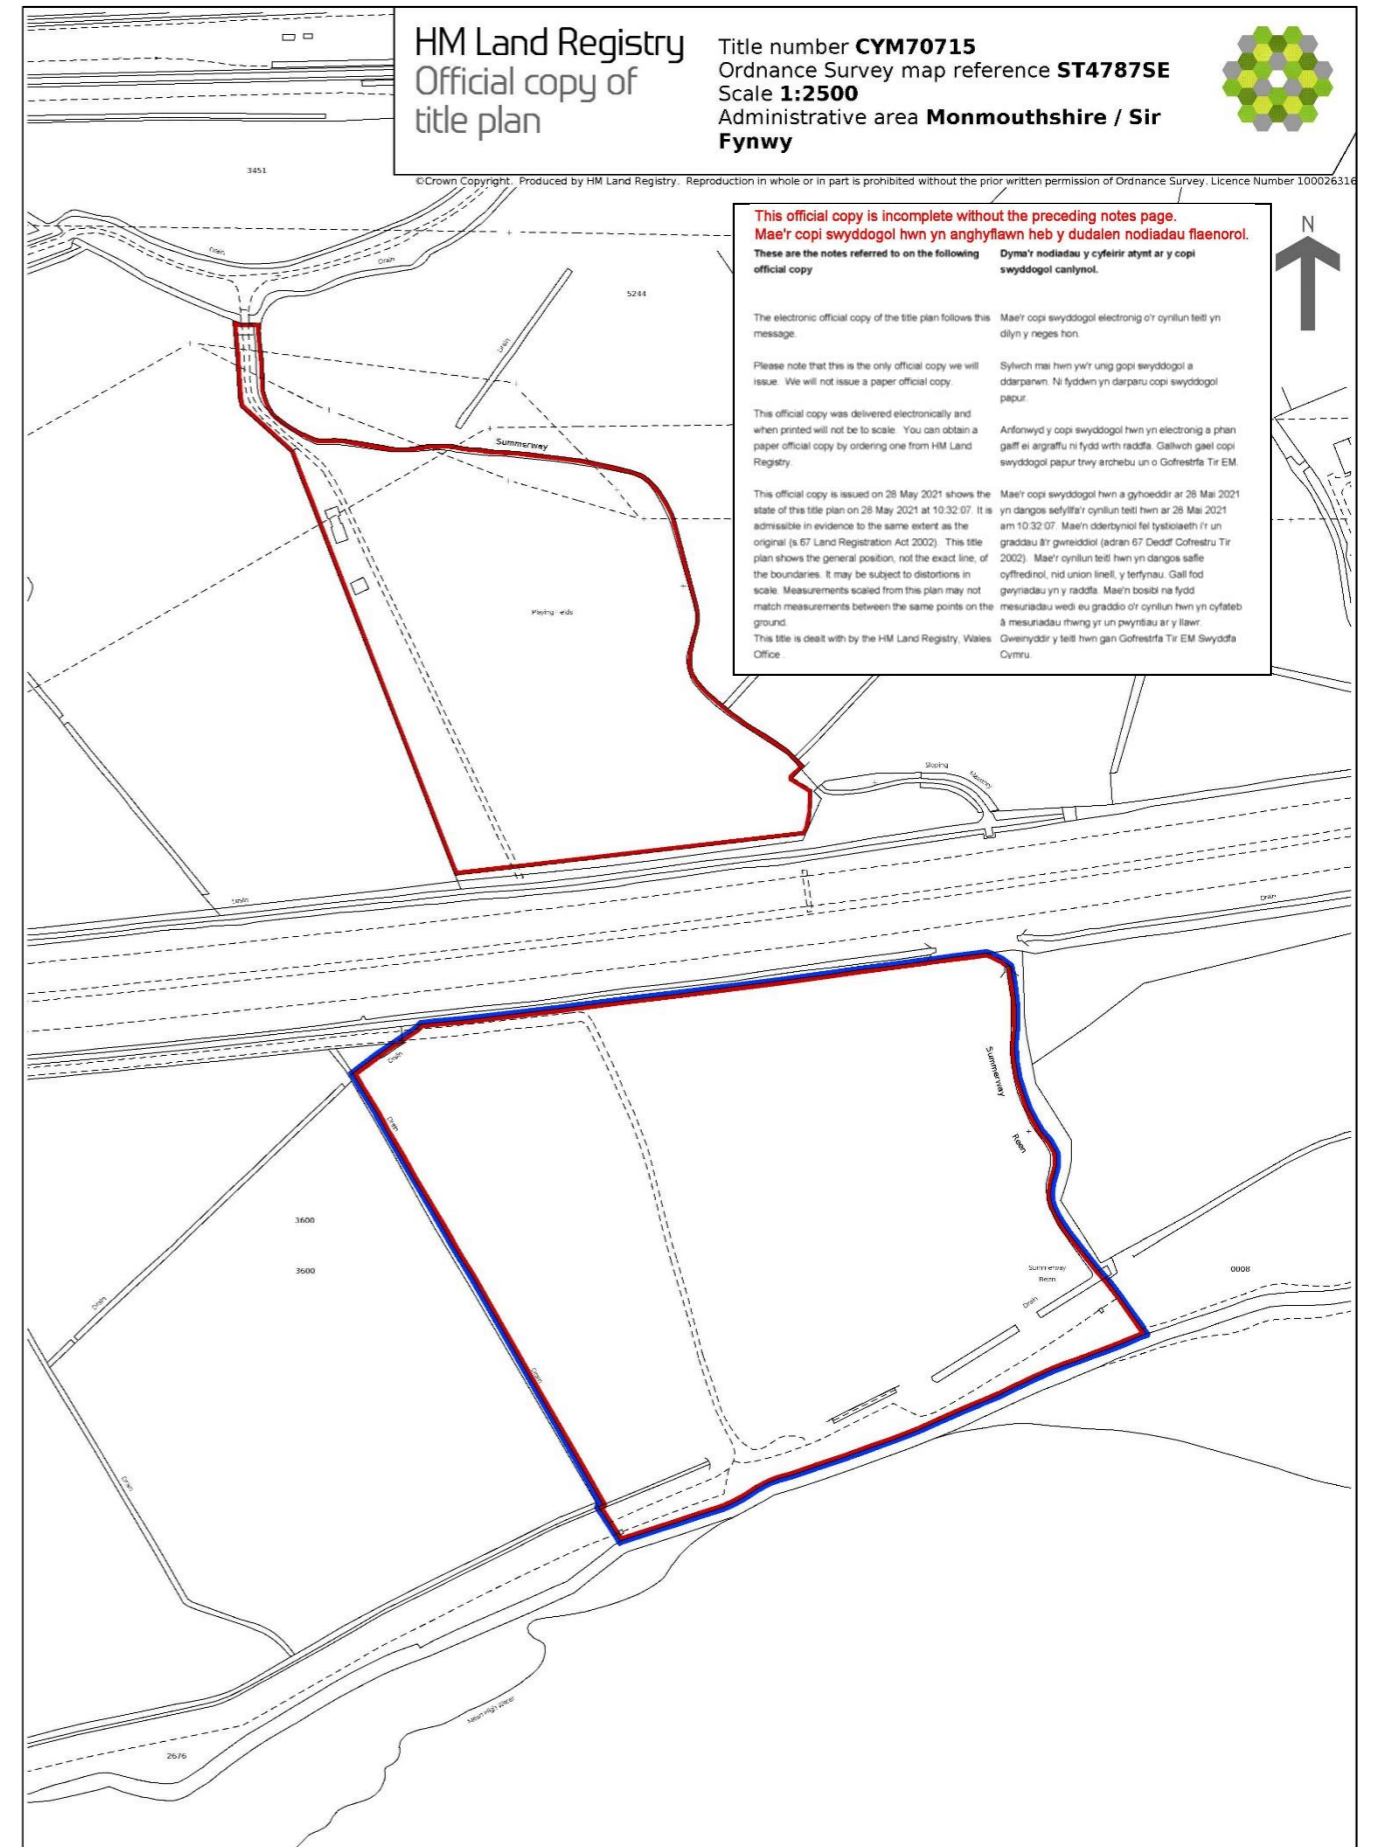 HM Land Registry
Official copy of
title plan
Title number CYM70715
Ordnance Survey map reference ST4787SE
Scale 1:2500
Administrative area Monmouthshire / Sir
Fynwy
©Crown Copyright. Produced by HM Land Registry. Reproduction in whole or in part is prohibited without the prior written permission of Ordnance Survey. Licence Number 100026316
This official copy is incomplete without the preceding notes page.
Mae'r copi swyddogol hwn yn anghyflawn heb y dudalen nodiadau flaenorol.
These are the notes referred to on the following
official copy
The electronic official copy of the title plan follows this
message.
Please note that this is the only official copy we will
issue. We will not issue a paper official copy.
This official copy was delivered electronically and
when printed will not be to scale. You can obtain a
paper official copy by ordering one from HM Land
Registry.
This official copy is issued on 28 May 2021 shows the
state of this title plan on 28 May 2021 at 10:32:07. It is
admissible in evidence to the same extent as the
original (s.67 Land Registration Act 2002). This title
plan shows the general position, not the exact line, of
the boundaries. It may be subject to distortions in
scale. Measurements scaled from this plan may not
match measurements between the same points on the
ground.
This title is dealt with by the HM Land Registry, Wales
Office .
Dyma'r nodiadau y cyfeirir atynt ar y copi
swyddogol canlynol.
Mae'r copi swyddogol electronig o'r cynllun teitl yn
dilyn y neges hon.
Sylwch mai hwn yw'r unig gopi swyddogol a
ddarparwn. Ni fyddwn yn darparu copi swyddogol
papur.
Anfonwyd y copi swyddogol hwn yn electronig a phan
gaiff ei argraffu ni fydd wrth raddfa. Gallwch gael copi
swyddogol papur trwy archebu un o Gofrestrfa Tir EM.
Mae'r copi swyddogol hwn a gyhoeddir ar 28 Mai 2021
yn dangos sefyllfa'r cynllun teitl hwn ar 28 Mai 2021
am 10:32:07. Mae'n dderbyniol fel tystiolaeth i'r un
graddau â'r gwreiddiol (adran 67 Deddf Cofrestru Tir
2002). Mae'r cynllun teitl hwn yn dangos safle
cyffredinol, nid union linell, y terfynau. Gall fod
gwyriadau yn y raddfa. Mae'n bosibl na fydd
mesuriadau wedi eu graddio o'r cynllun hwn yn cyfateb
â mesuriadau rhwng yr un pwyntiau ar y llawr.
Gweinyddir y teitl hwn gan Gofrestrfa Tir EM Swyddfa
Cymru.
N
3451
Drain
Drain
5244
Drain
Summerway
Playing
Sloping
Masonry
Drain
Drain
Drain
Drain
Summerway
Reen
3600
3600
Summerway
Reen
0008
Drain
Drain
Drain
Drain
Mean High Water
2676